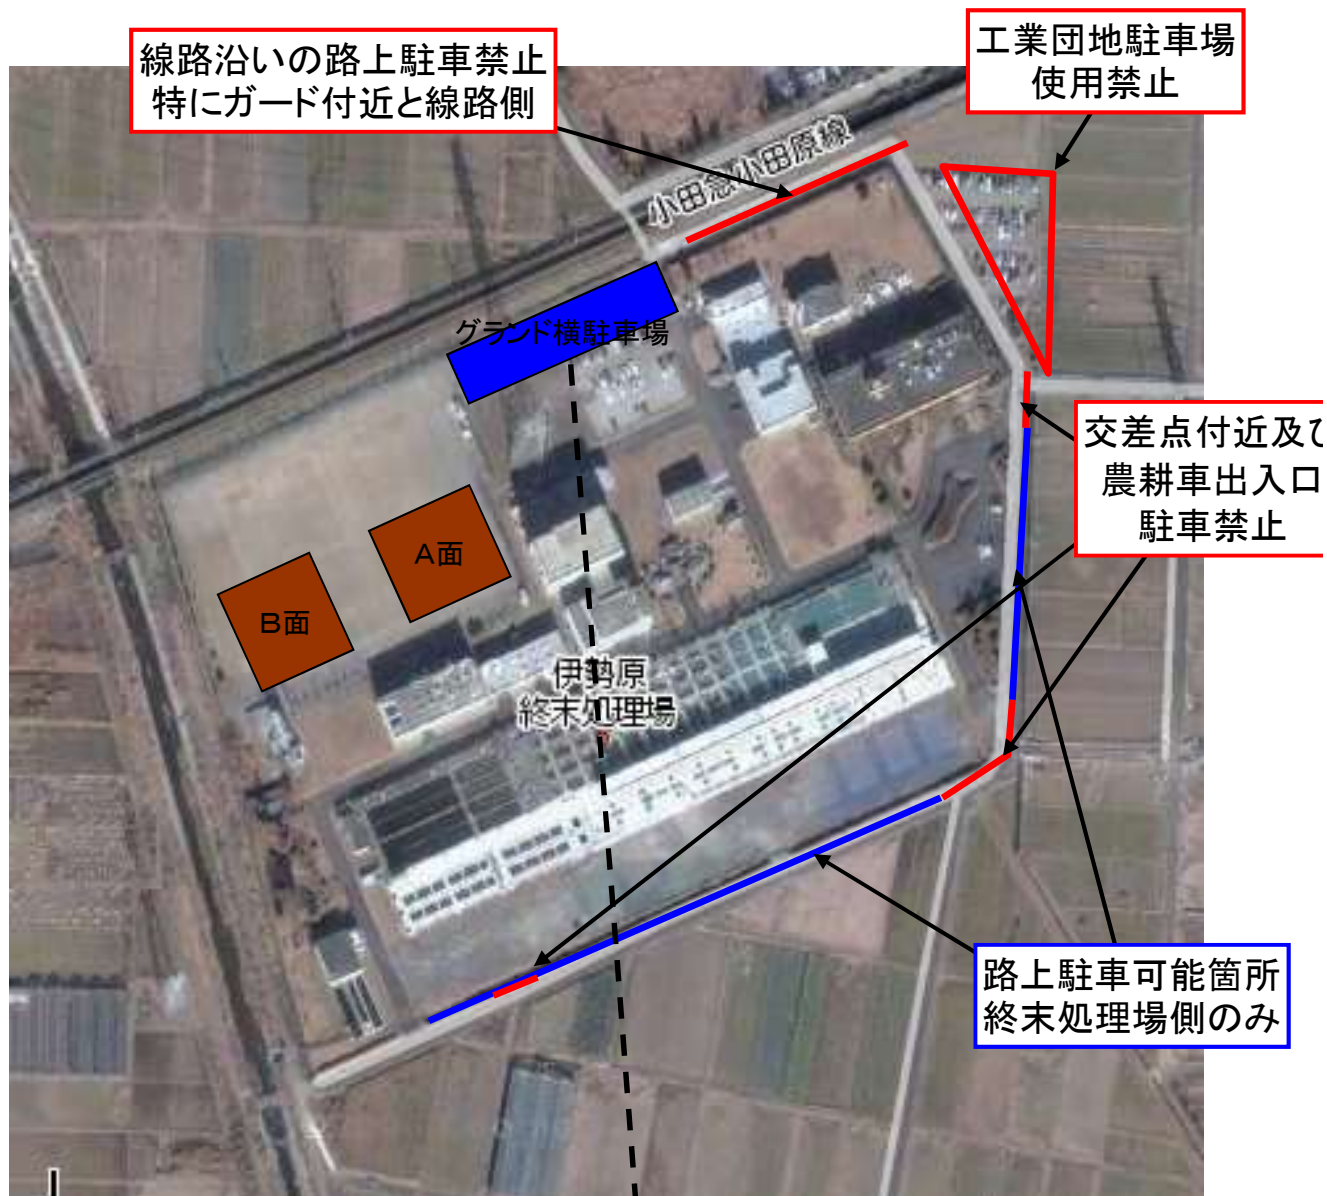 線路沿いの路上駐車禁止
特にガード付近と線路側
工業団地駐車場
使用禁止
小田急小田原線
グランド横駐車場
交差点付近及び
農耕車出入口
駐車禁止
A面
B面
伊勢原
終末処理場
路上駐車可能箇所
終末処理場側のみ